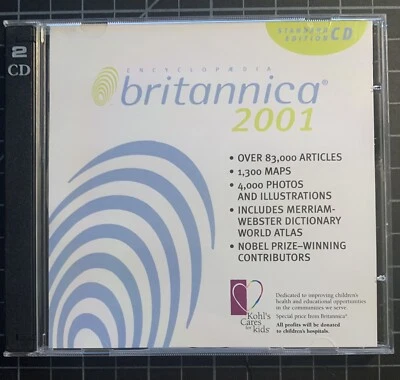 2
CD
STANDARD
EDITION CD
ENCYCLOPÆDIA
britannica®
2001
• OVER 83,000 ARTICLES
• 1,300 MAPS
• 4,000 PHOTOS
AND ILLUSTRATIONS
• INCLUDES MERRIAM-
WEBSTER DICTIONARY
WORLD ATLAS
• NOBEL PRIZE–WINNING
CONTRIBUTORS
Kohl's
Cares
for
kids®
Dedicated to improving children's
health and educational opportunities
in the communities we serve.
Special price from Britannica®
All profits will be donated
to children's hospitals.